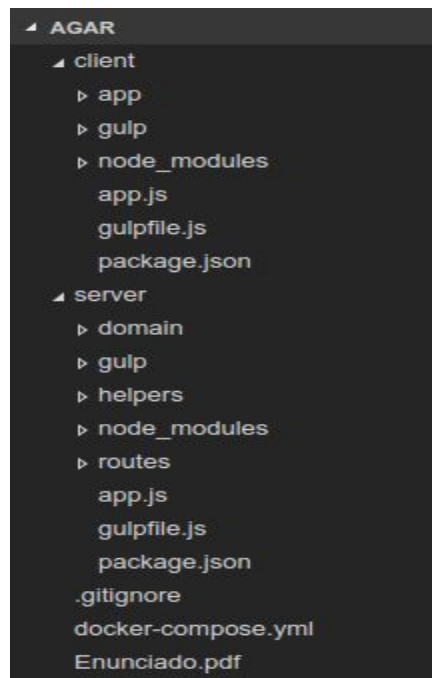 AGAR
client
app
gulp
node_modules
app.js
gulpfile.js
package.json
server
domain
gulp
helpers
node_modules
routes
app.js
gulpfile.js
package.json
.gitignore
docker-compose.yml
Enunciado.pdf